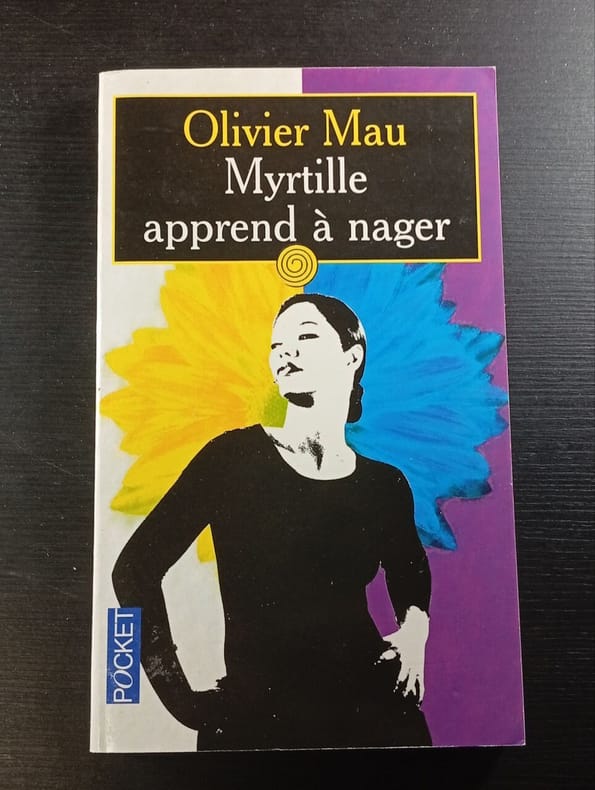 Olivier Mau
Myrtille
apprend à nager
POCKET